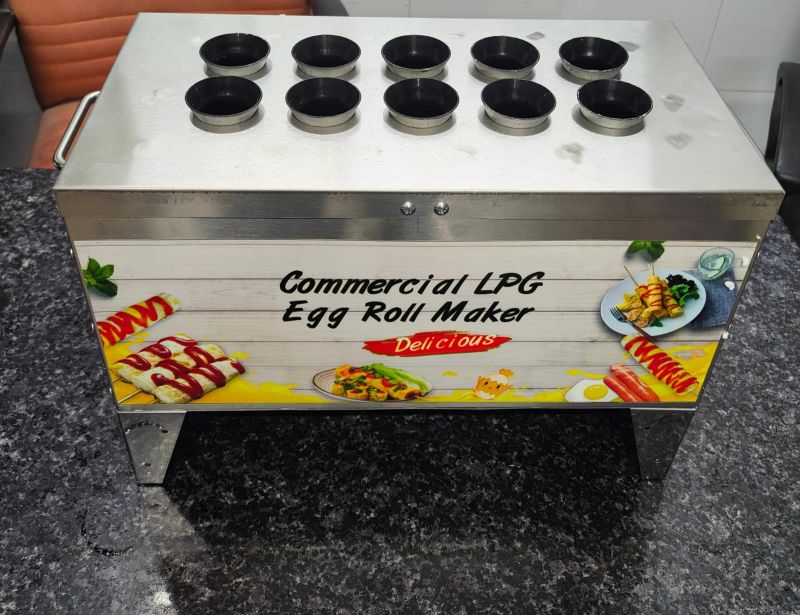 Commercial LPG
Egg Roll Maker
Delicious